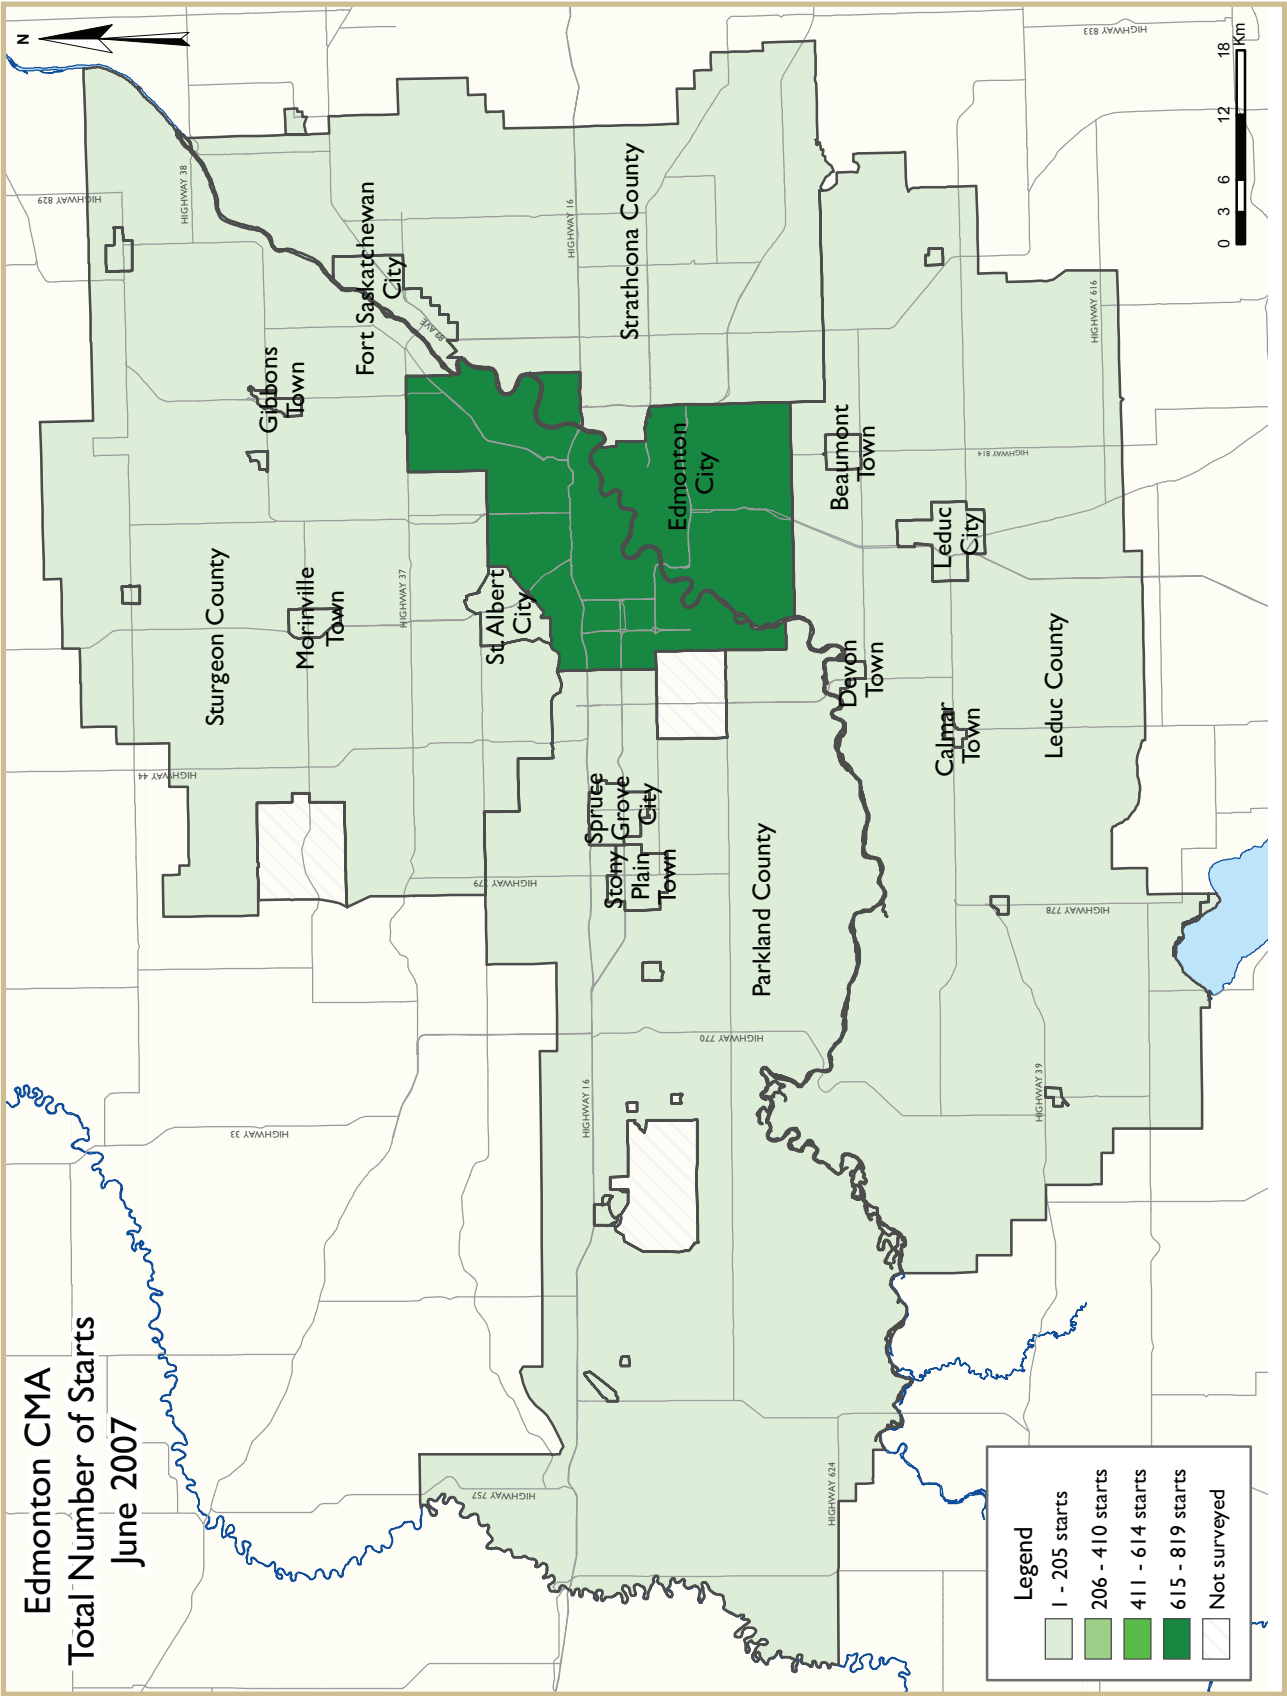 Edmonton CMA
Total Number of Starts
June 2007
N
HIGHWAY 829
HIGHWAY 38
HIGHWAY 833
Sturgeon County
Gibbons
Town
Morinville
Town
HIGHWAY 44
Fort Saskatchewan
City
89 AVE
HIGHWAY 37
St. Albert
City
HIGHWAY 779
HIGHWAY 33
HIGHWAY 757
HIGHWAY 16
HIGHWAY 16
Strathcona County
Edmonton
City
Spruce
Grove
City
Stony
Plain
Town
Parkland County
HIGHWAY 770
HIGHWAY 624
Beaumont
Town
Devon
Town
HIGHWAY 814
HIGHWAY 616
Leduc
City
Calmar
Town
Leduc County
HIGHWAY 778
HIGHWAY 39
Legend
1 - 205 starts
206 - 410 starts
411 - 614 starts
615 - 819 starts
Not surveyed
0 3 6 12 18
Km